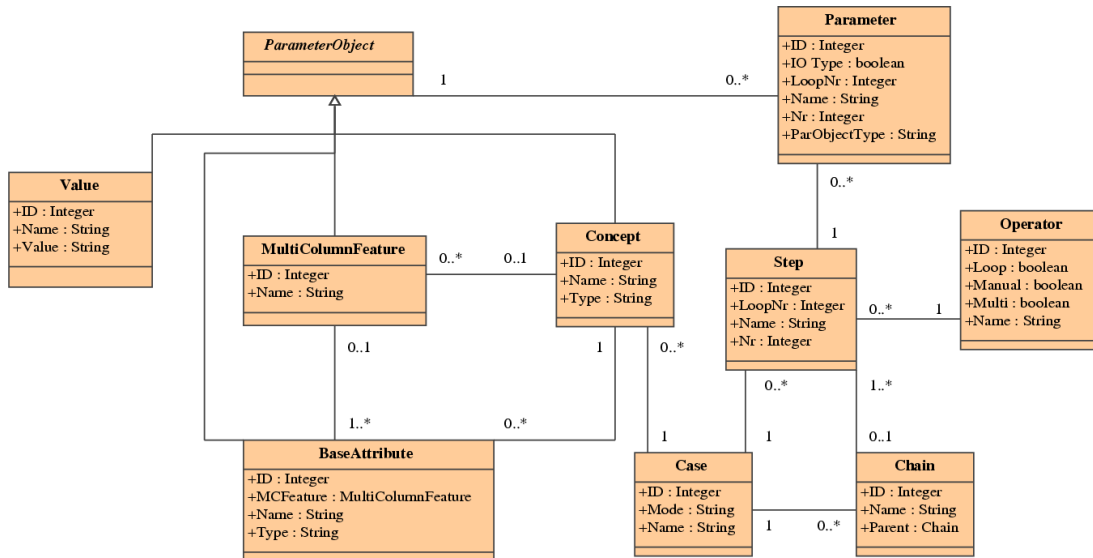 ParameterObject
1
0..*
Parameter
+ID : Integer
+IO Type : boolean
+LoopNr : Integer
+Name : String
+Nr : Integer
+ParObjectType : String
Value
+ID : Integer
+Name : String
+Value : String
MultiColumnFeature
+ID : Integer
+Name : String
0..*
0..1
Concept
+ID : Integer
+Name : String
+Type : String
0..*
1
Step
+ID : Integer
+LoopNr : Integer
+Name : String
+Nr : Integer
0..*
1
Operator
+ID : Integer
+Loop : boolean
+Manual : boolean
+Multi : boolean
+Name : String
0..1
1
0..*
0..*
1..*
1..*
0..*
1
1
0..1
BaseAttribute
+ID : Integer
+MCFeature : MultiColumnFeature
+Name : String
+Type : String
Case
+ID : Integer
+Mode : String
+Name : String
1
0..*
Chain
+ID : Integer
+Name : String
+Parent : Chain